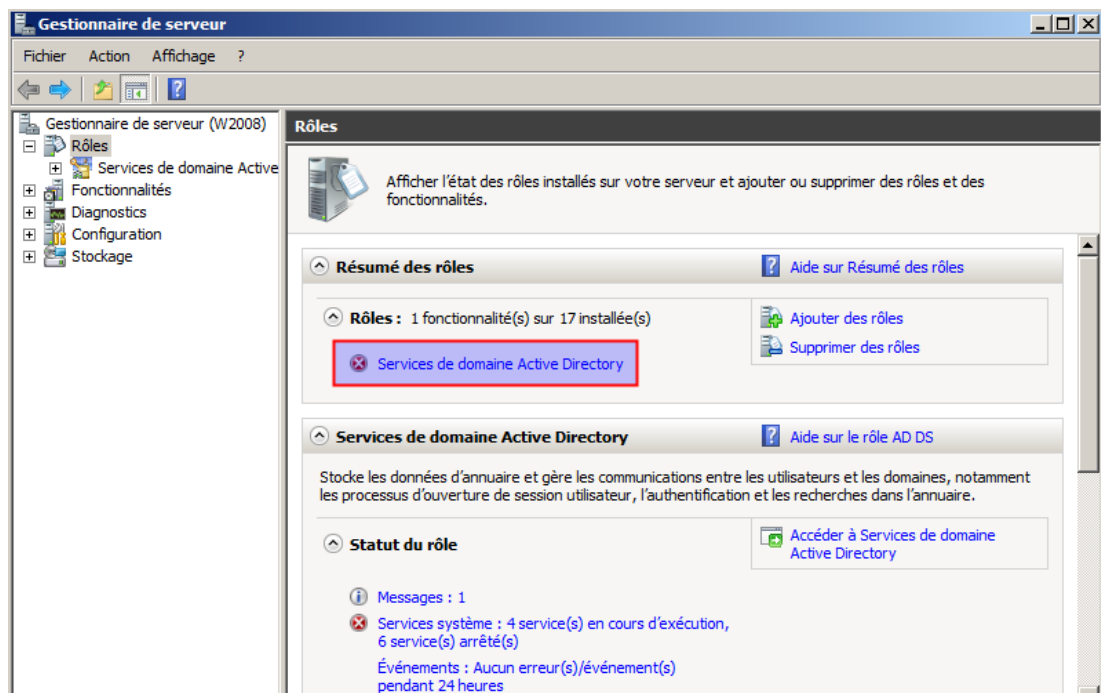 Gestionnaire de serveur
Fichier Action Affichage ?
Gestionnaire de serveur (W2008)
Rôles
Services de domaine Active
Fonctionnalités
Diagnostics
Configuration
Stockage
Rôles
Afficher l'état des rôles installés sur votre serveur et ajouter ou supprimer des rôles et des
fonctionnalités.
Résumé des rôles
Aide sur Résumé des rôles
Rôles : 1 fonctionnalité(s) sur 17 installée(s)
Ajouter des rôles
Supprimer des rôles
Services de domaine Active Directory
Services de domaine Active Directory
Aide sur le rôle AD DS
Stocke les données d'annuaire et gère les communications entre les utilisateurs et les domaines, notamment
les processus d'ouverture de session utilisateur, l'authentification et les recherches dans l'annuaire.
Statut du rôle
Accéder à Services de domaine
Active Directory
Messages : 1
Services système : 4 service(s) en cours d'exécution,
6 service(s) arrêté(s)
Événements : Aucun erreur(s)/événement(s)
pendant 24 heures